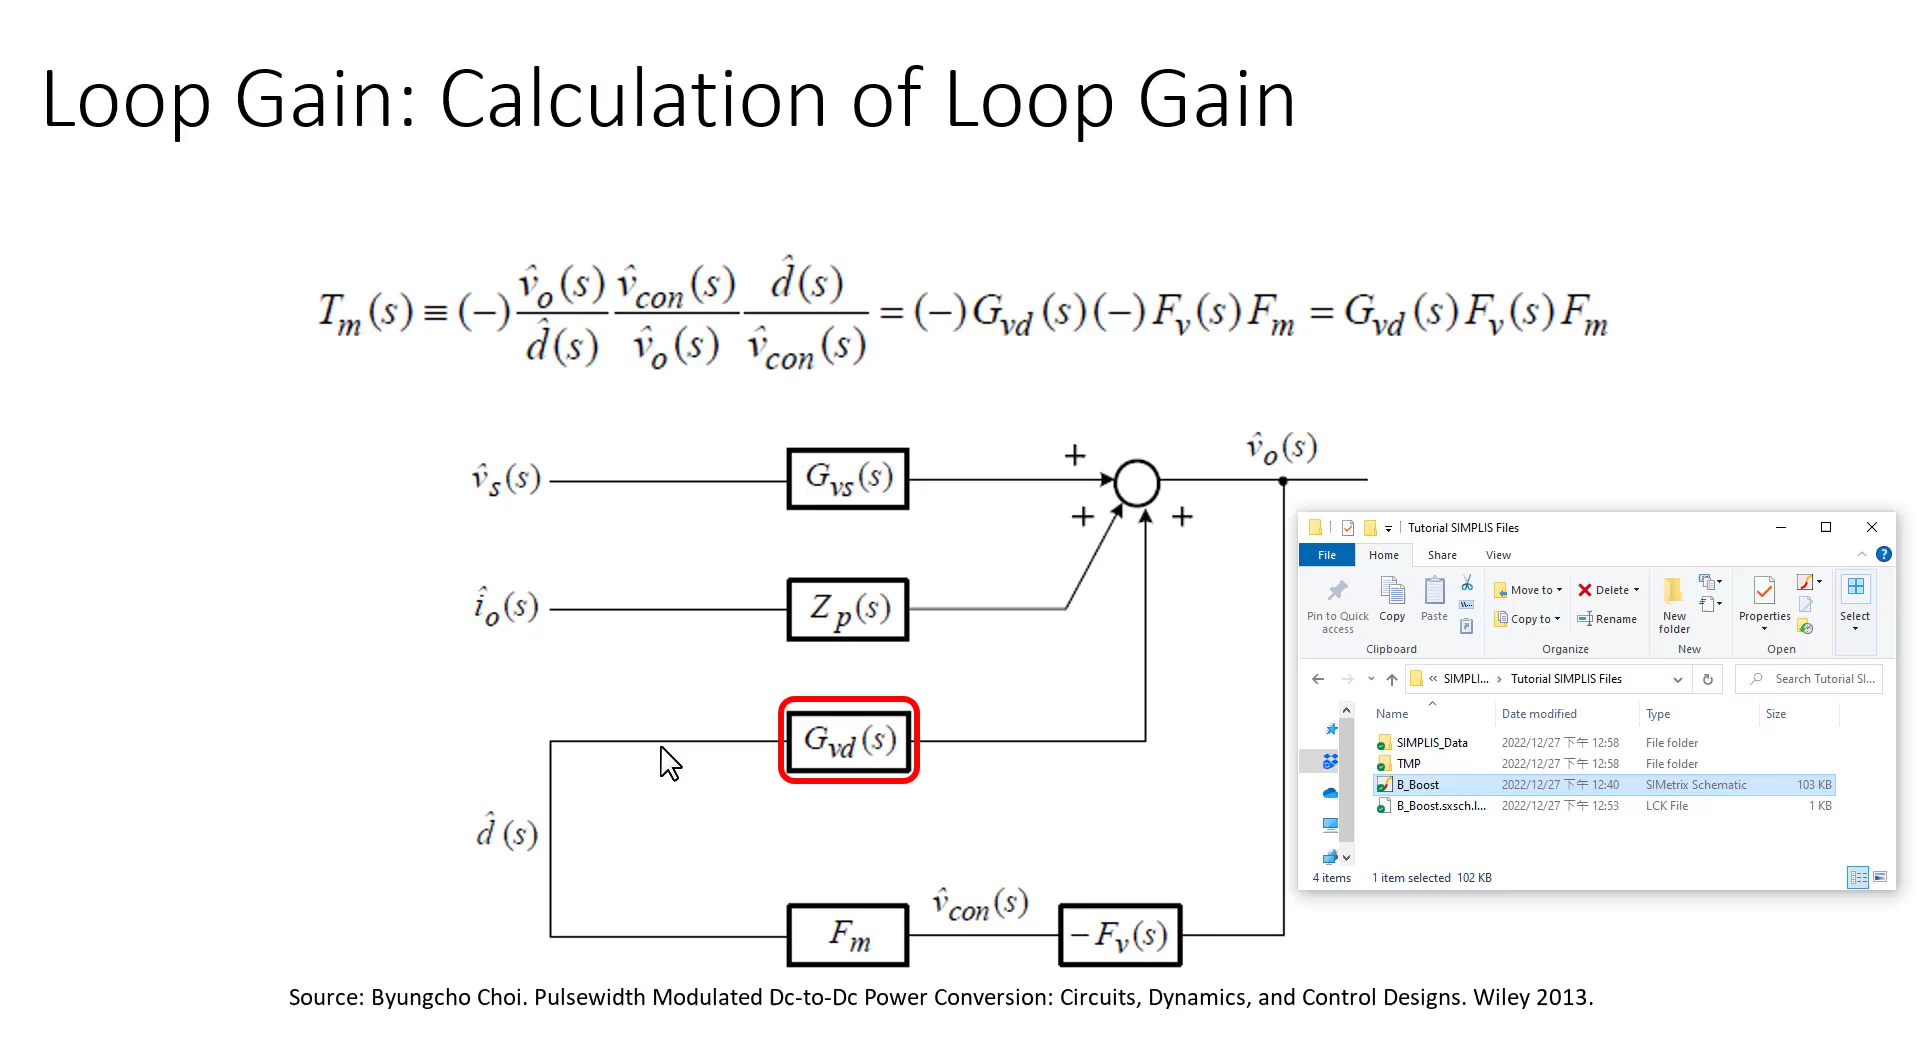 Loop Gain: Calculation of Loop Gain
T_m(s) ≡ (−) v̂_o(s)/d̂(s) v̂_con(s)/v̂_o(s) d̂(s)/v̂_con(s) = (−)G_vd(s)(−)F_v(s)F_m = G_vd(s)F_v(s)F_m
v̂_s(s)
G_vs(s)
+
v̂_o(s)
+
+
î_o(s)
Z_p(s)
G_vd(s)
d̂(s)
F_m
v̂_con(s)
−F_v(s)
Tutorial SIMPLIS Files
File Home Share View
Pin to Quick access
Copy
Paste
Move to
Copy to
Delete
Rename
New folder
Properties
Select
Clipboard Organize New Open
« SIMPLI... › Tutorial SIMPLIS Files
Search Tutorial SI...
Name Date modified Type Size
SIMPLIS_Data 2022/12/27 下午 12:58 File folder
TMP 2022/12/27 下午 12:58 File folder
B_Boost 2022/12/27 下午 12:40 SIMetrix Schematic 103 KB
B_Boost.sxsch.l... 2022/12/27 下午 12:53 LCK File 1 KB
4 items 1 item selected 102 KB
Source: Byungcho Choi. Pulsewidth Modulated Dc-to-Dc Power Conversion: Circuits, Dynamics, and Control Designs. Wiley 2013.